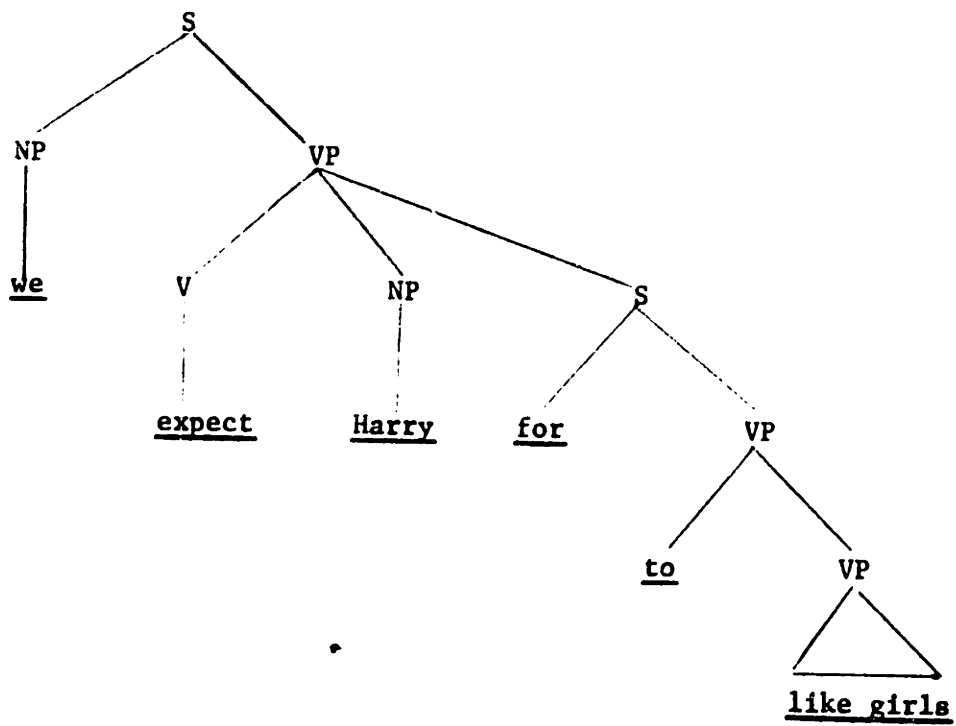 S
NP VP
we V NP S
expect Harry for VP
to VP
like girls